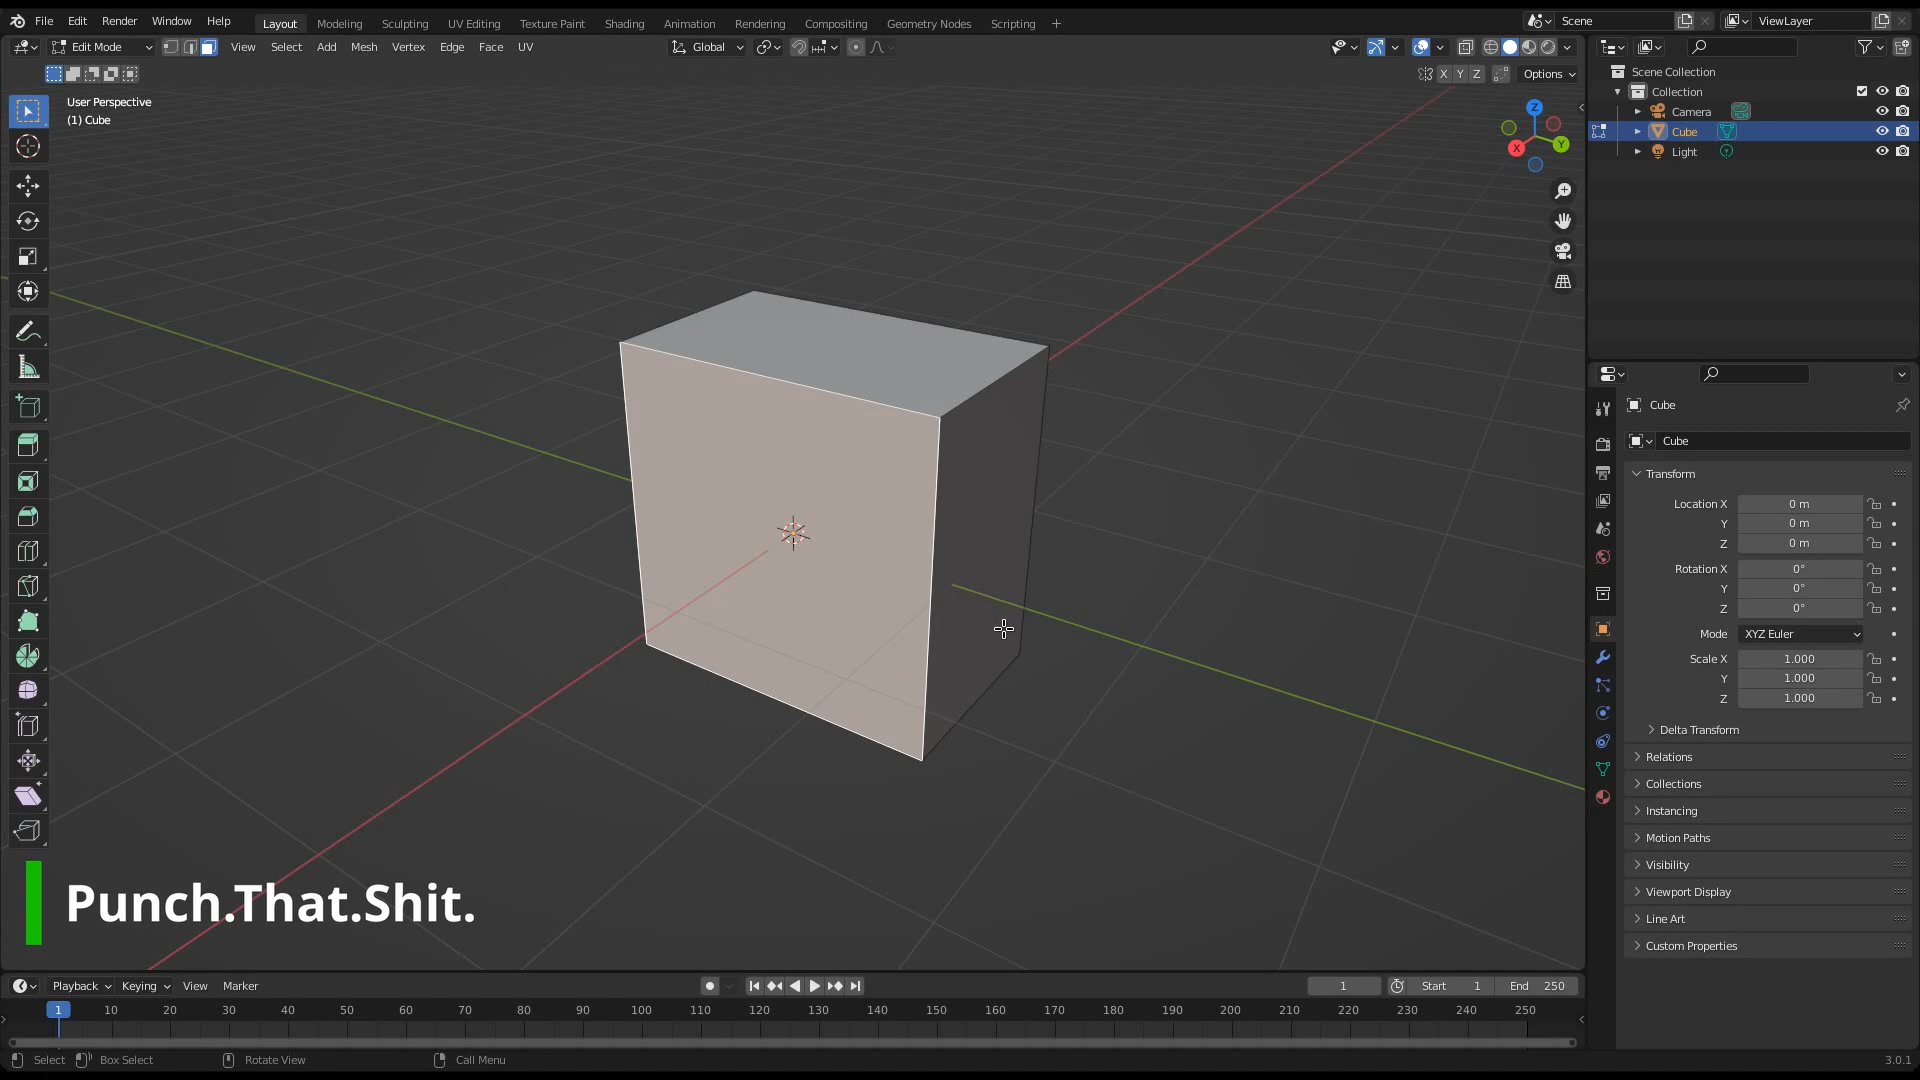 File Edit Render Window Help Layout Modeling Sculpting UV Editing Texture Paint Shading Animation Rendering Compositing Geometry Nodes Scripting + Scene ViewLayer
Edit Mode View Select Add Mesh Vertex Edge Face UV Global
X Y Z Options
User Perspective
(1) Cube
Z
X
Y
Scene Collection
Collection
Camera
Cube
Light
Cube
Cube
Transform
Location X 0 m
Y 0 m
Z 0 m
Rotation X 0°
Y 0°
Z 0°
Mode XYZ Euler
Scale X 1.000
Y 1.000
Z 1.000
Delta Transform
Relations
Collections
Instancing
Motion Paths
Visibility
Viewport Display
Line Art
Custom Properties
Punch.That.Shit.
Playback Keying View Marker 1 Start 1 End 250
1 10 20 30 40 50 60 70 80 90 100 110 120 130 140 150 160 170 180 190 200 210 220 230 240 250
Select Box Select Rotate View Call Menu 3.0.1